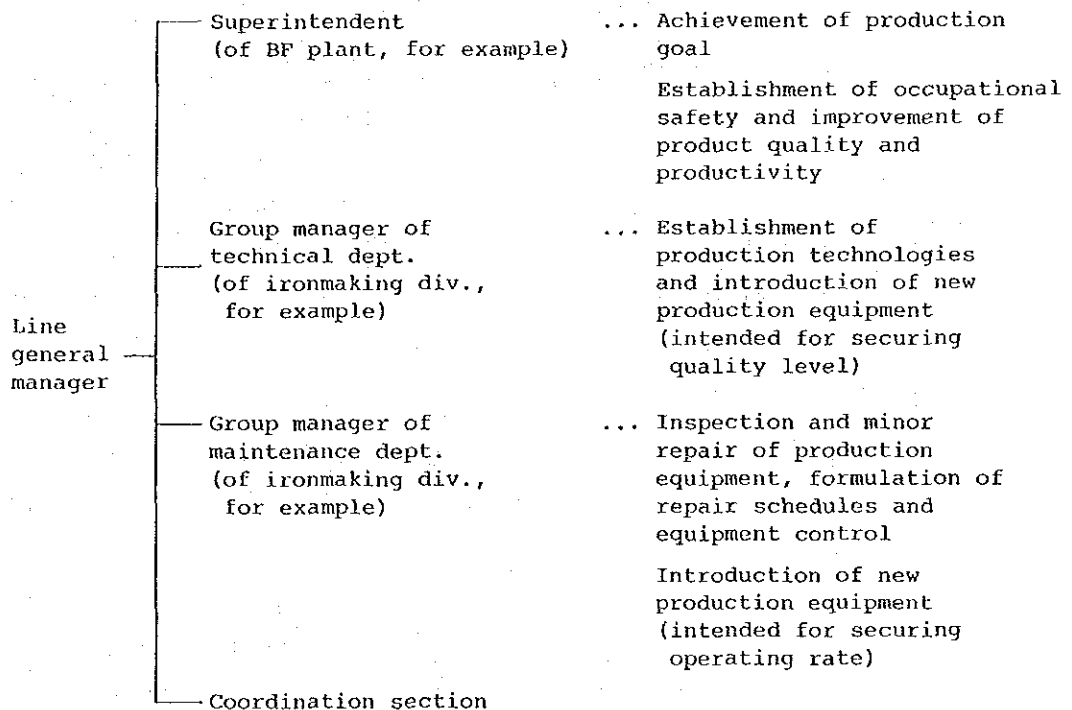 Line
general
manager
Superintendent
(of BF plant, for example)
... Achievement of production
goal
Establishment of occupational
safety and improvement of
product quality and
productivity
Group manager of
technical dept.
(of ironmaking div.,
for example)
... Establishment of
production technologies
and introduction of new
production equipment
(intended for securing
quality level)
Group manager of
maintenance dept.
(of ironmaking div.,
for example)
... Inspection and minor
repair of production
equipment, formulation of
repair schedules and
equipment control
Introduction of new
production equipment
(intended for securing
operating rate)
Coordination section